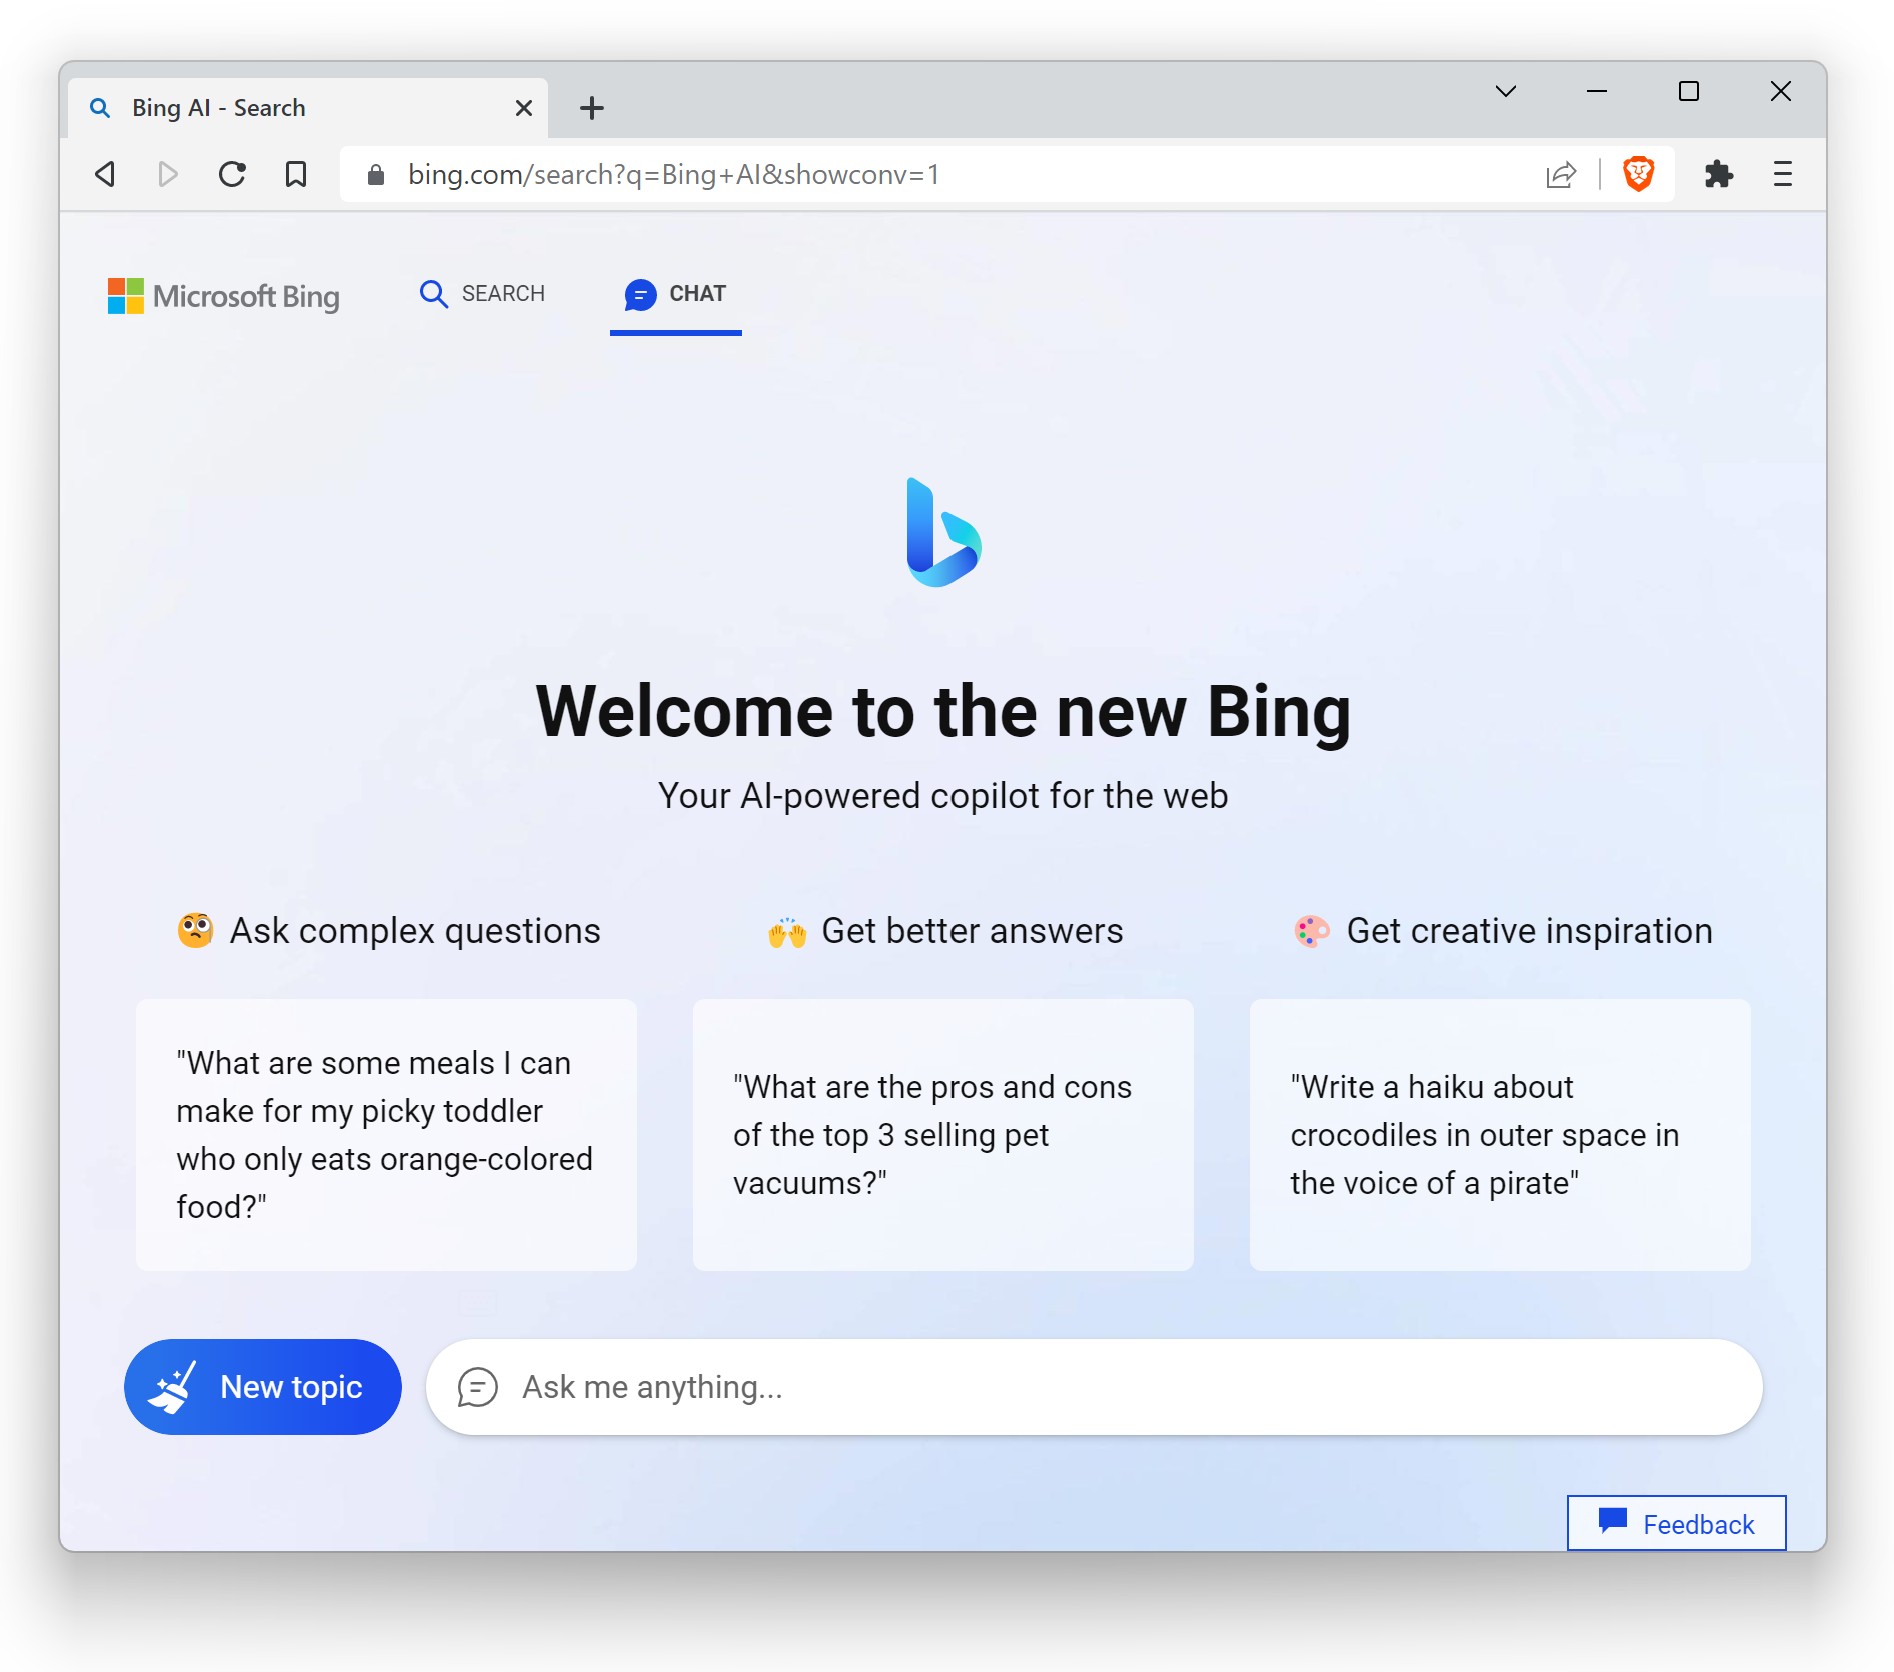 Bing AI - Search
bing.com/search?q=Bing+AI&showconv=1
Microsoft Bing
SEARCH
CHAT
Welcome to the new Bing
Your AI-powered copilot for the web
Ask complex questions
Get better answers
Get creative inspiration
"What are some meals I can
make for my picky toddler
who only eats orange-colored
food?"
"What are the pros and cons
of the top 3 selling pet
vacuums?"
"Write a haiku about
crocodiles in outer space in
the voice of a pirate"
New topic
Ask me anything...
Feedback